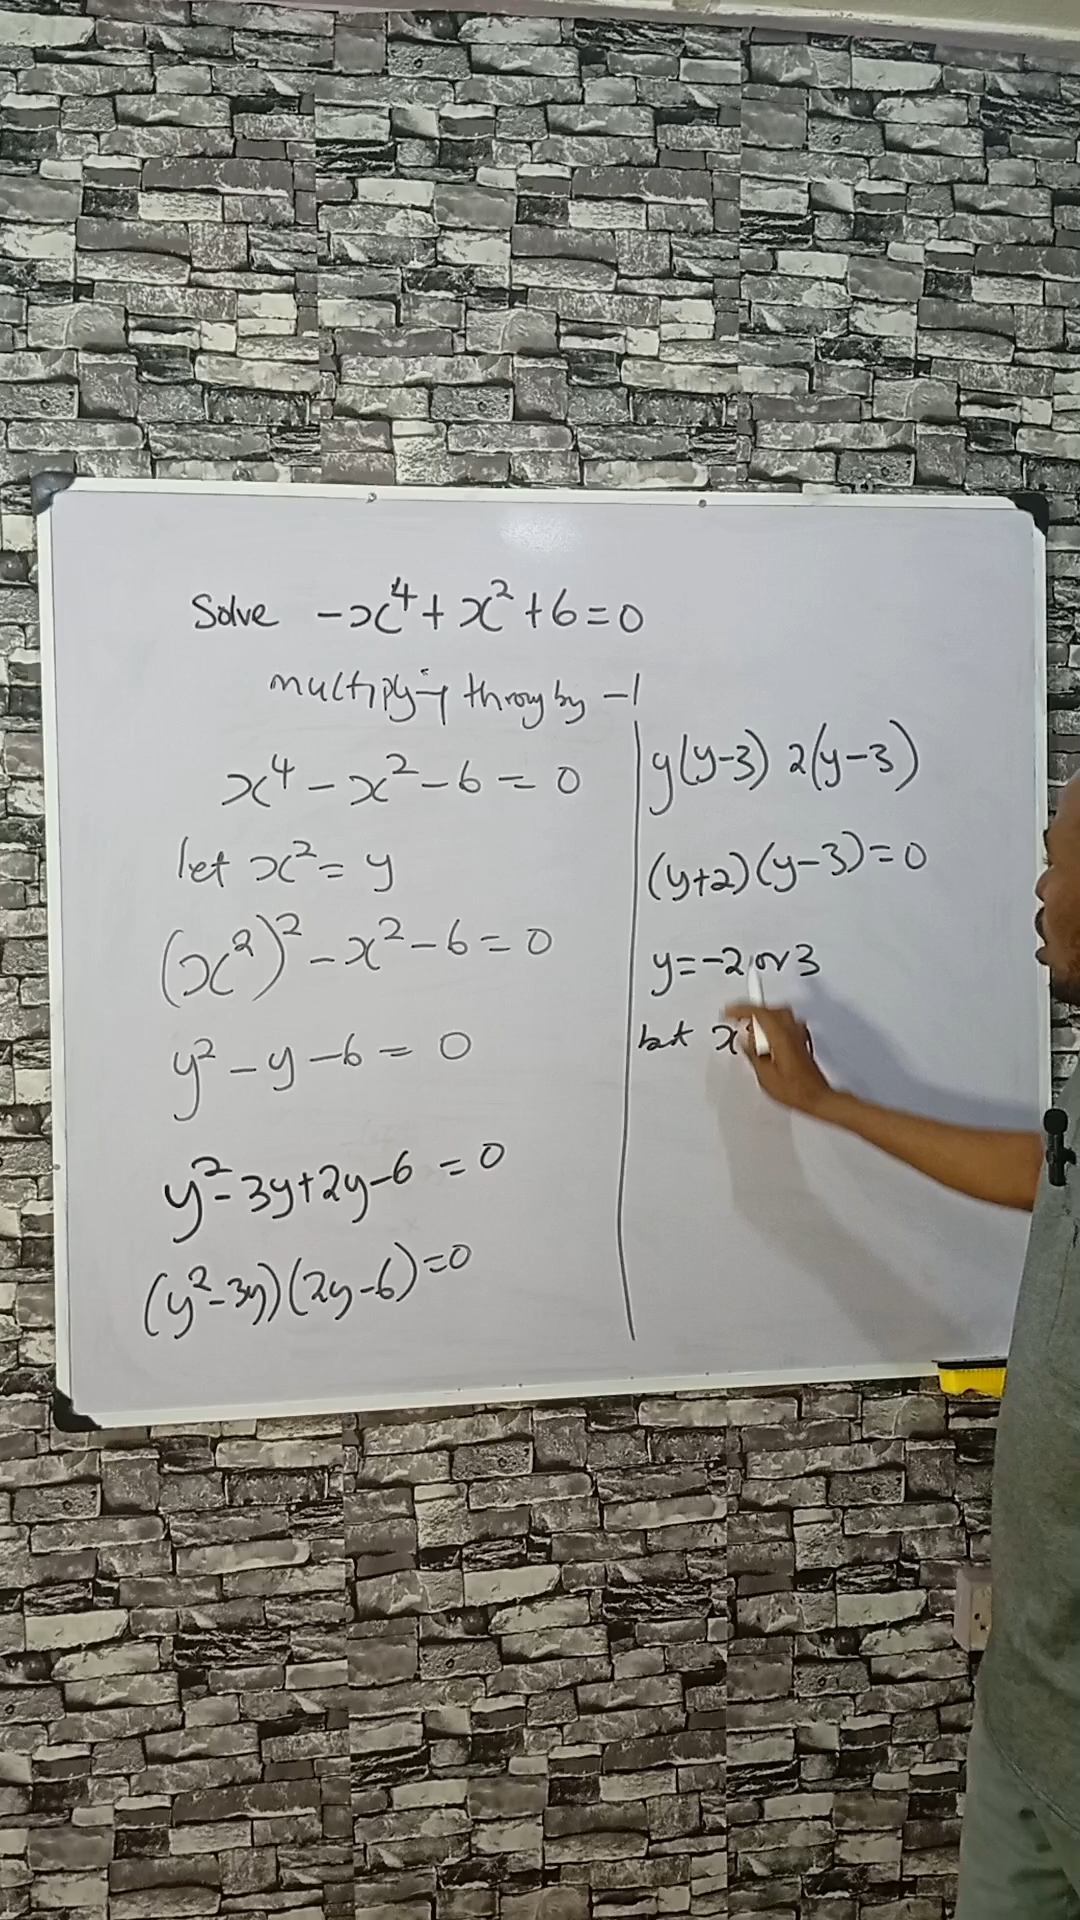 Solve -x⁴ + x² + 6 = 0
multiplying throug by -1
x⁴ - x² - 6 = 0
let x² = y
(x²)² - x² - 6 = 0
y² - y - 6 = 0
y² - 3y + 2y - 6 = 0
(y² - 3y) (2y - 6) = 0
y(y-3) 2(y-3)
(y+2)(y-3) = 0
y = -2 or 3
but x